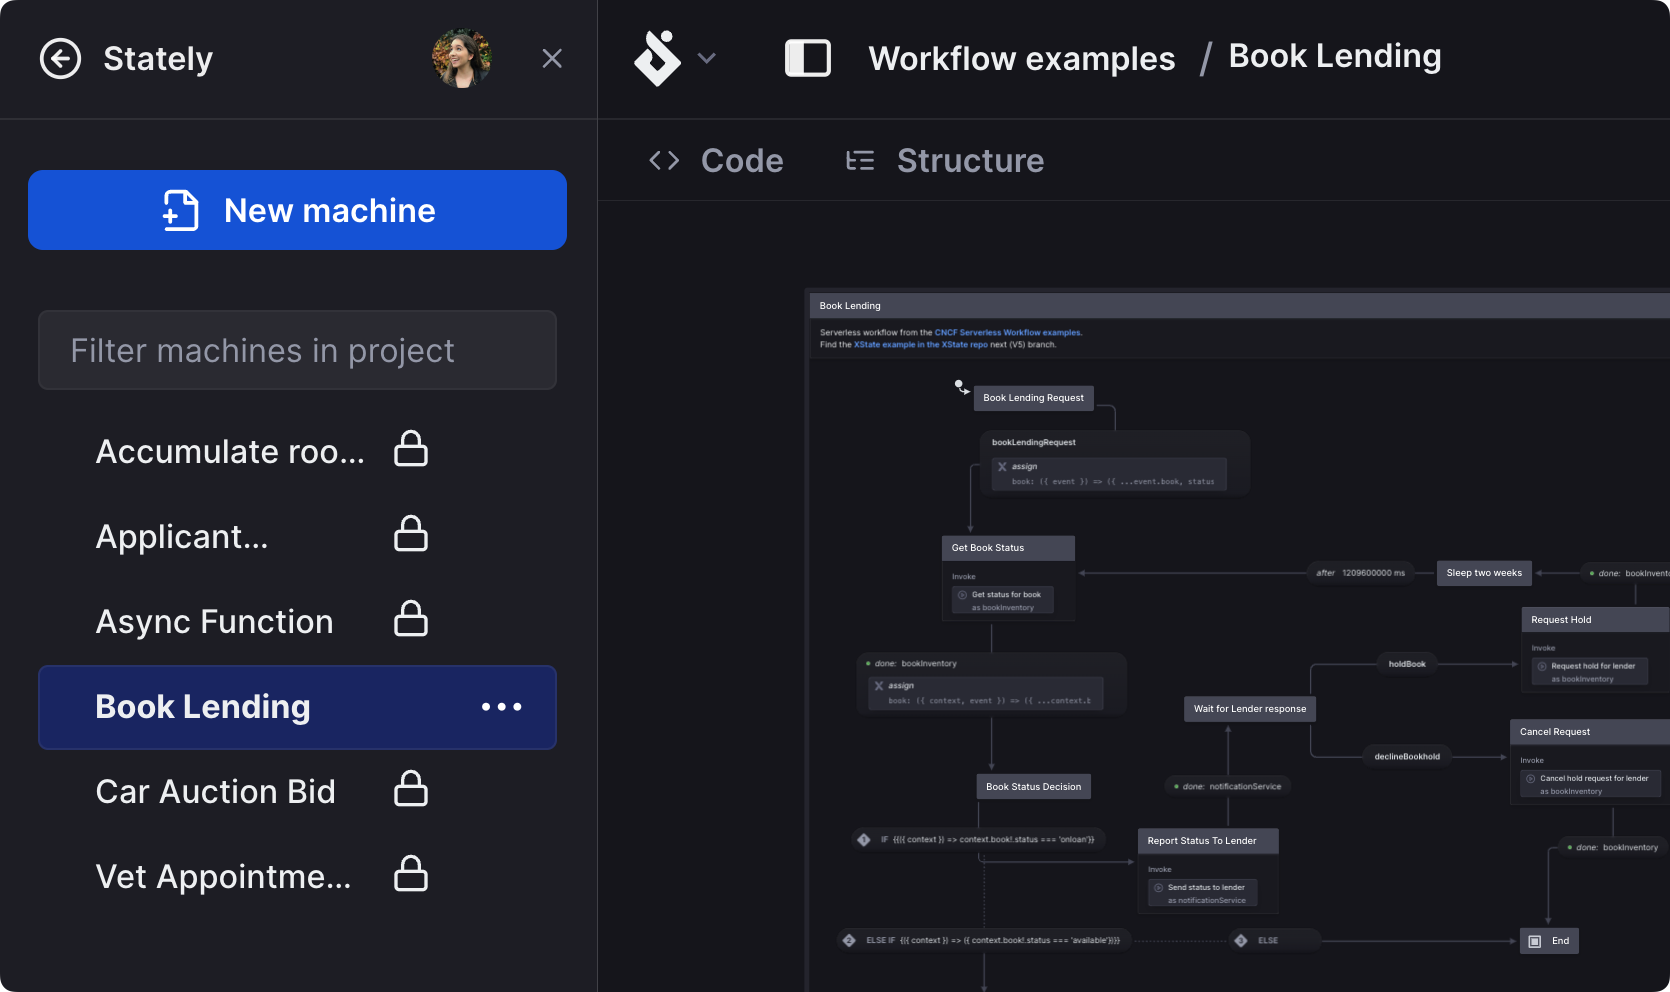 Stately
Workflow examples / Book Lending
Code
Structure
New machine
Filter machines in project
Accumulate roo...
Applicant...
Async Function
Book Lending
Car Auction Bid
Vet Appointme...
Book Lending
Serverless workflow from the CNCF Serverless Workflow examples.
Find the XState example in the XState repo next (V5) branch.
Book Lending Request
bookLendingRequest
assign
book: ({ event }) => ({ ...event.book, status
Get Book Status
Invoke
Get status for book
as bookInventory
after 1209600000 ms
Sleep two weeks
done: bookInvento
Request Hold
Invoke
Request hold for lender
as bookInventory
done: bookInventory
assign
book: ({ context, event }) => ({ ...context.b
holdBook
Wait for Lender response
declineBookhold
Cancel Request
Invoke
Cancel hold request for lender
as bookInventory
Book Status Decision
done: notificationService
1 IF {{({ context }) => context.book!.status === 'onloan'}}
Report Status To Lender
Invoke
Send status to lender
as notificationService
done: bookInventory
2 ELSE IF {{({ context }) => {{ context.book!.status === 'available'}}}}
3 ELSE
End